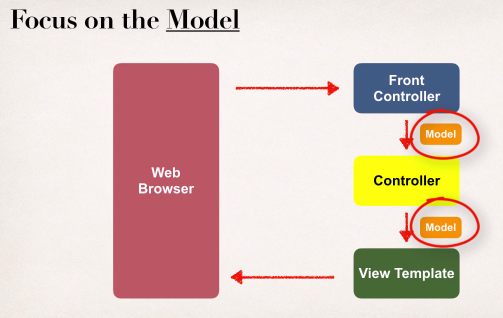 Focus on the Model
Front
Controller
Model
Web
Browser
Controller
Model
View Template